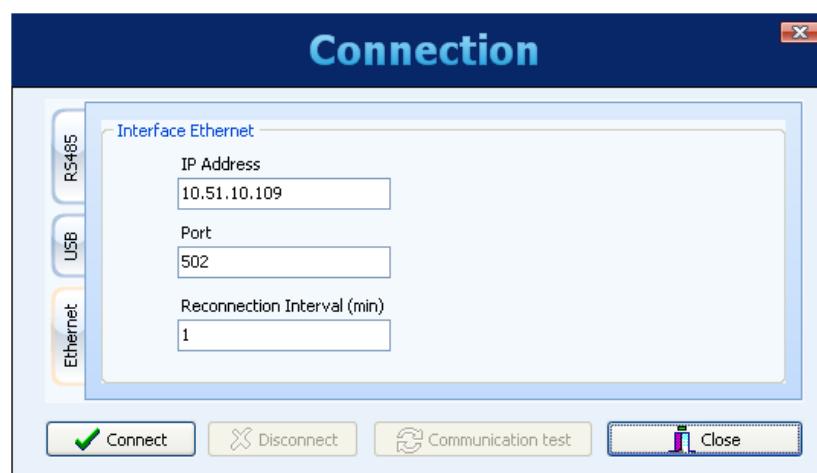 Connection
RS485
USB
Ethernet
Interface Ethernet
IP Address
10.51.10.109
Port
502
Reconnection Interval (min)
1
Connect
Disconnect
Communication test
Close